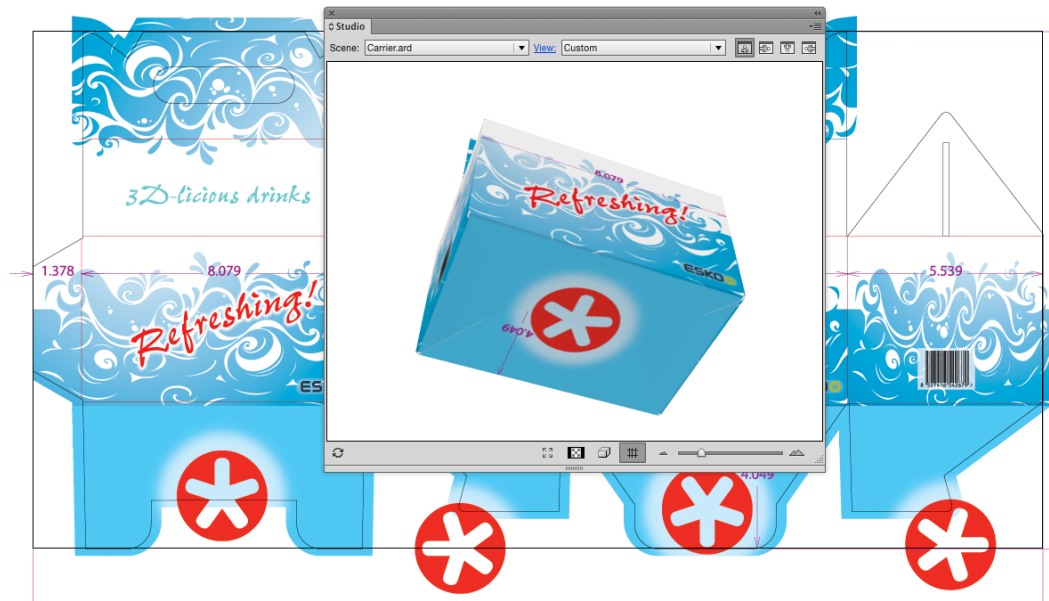 Studio
Scene: Carrier.ard View: Custom
3D-licious drinks
8.079
Refreshing!
ESKO
4.049
1.378
8.079
Refreshing!
ES
5.539
4.049